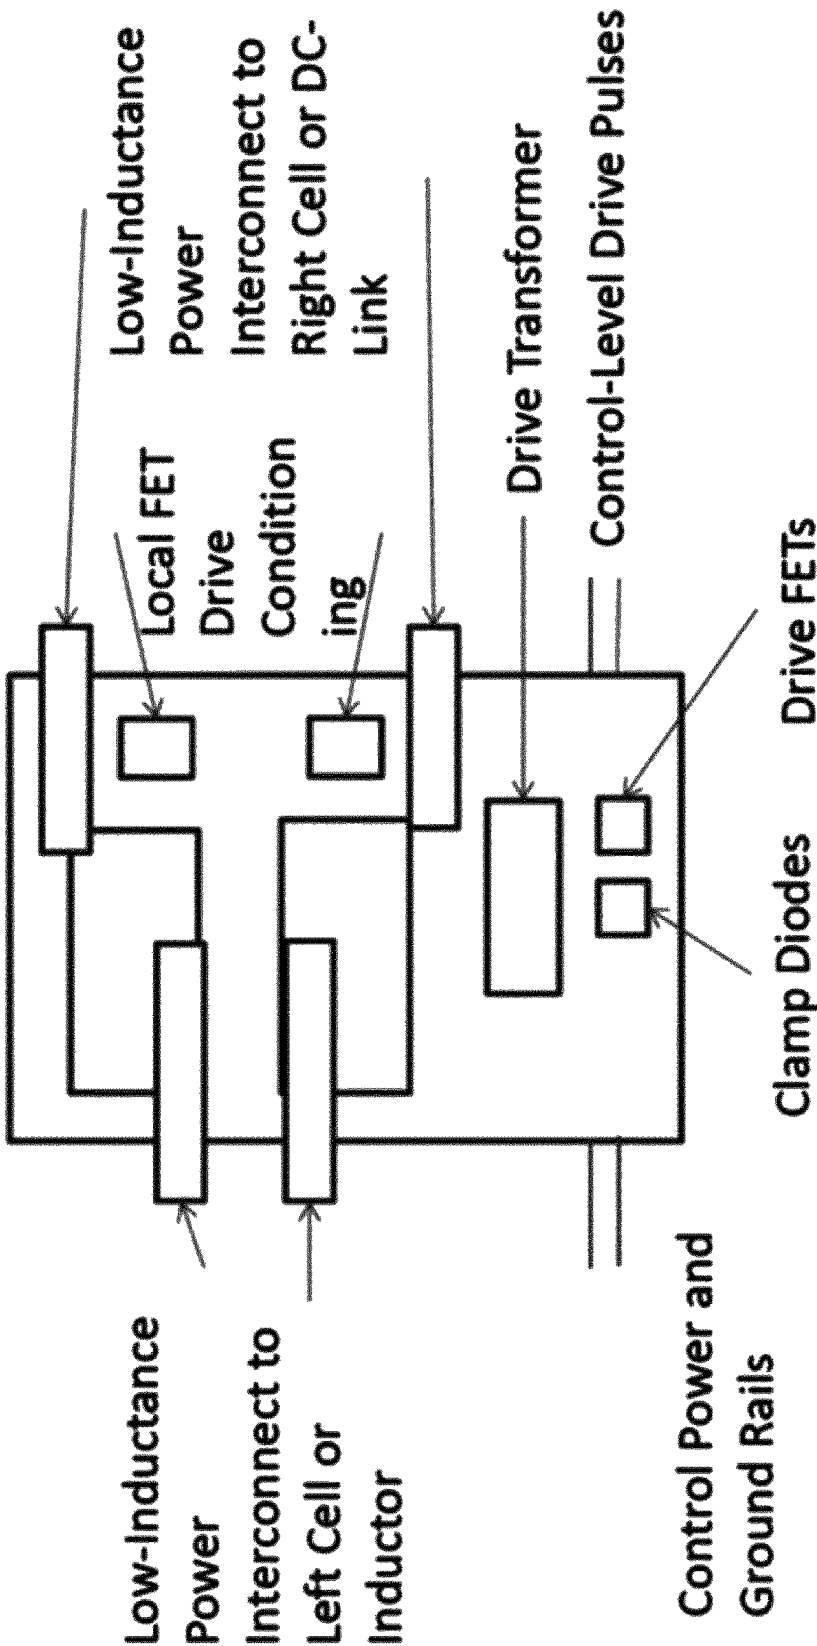 Low-Inductance
Power
Interconnect to
Left Cell or
Inductor
Local FET
Drive
Condition
ing
Low-Inductance
Power
Interconnect to
Right Cell or DC-
Link
Drive Transformer
Control-Level Drive Pulses
Control Power and
Ground Rails
Clamp Diodes
Drive FETs